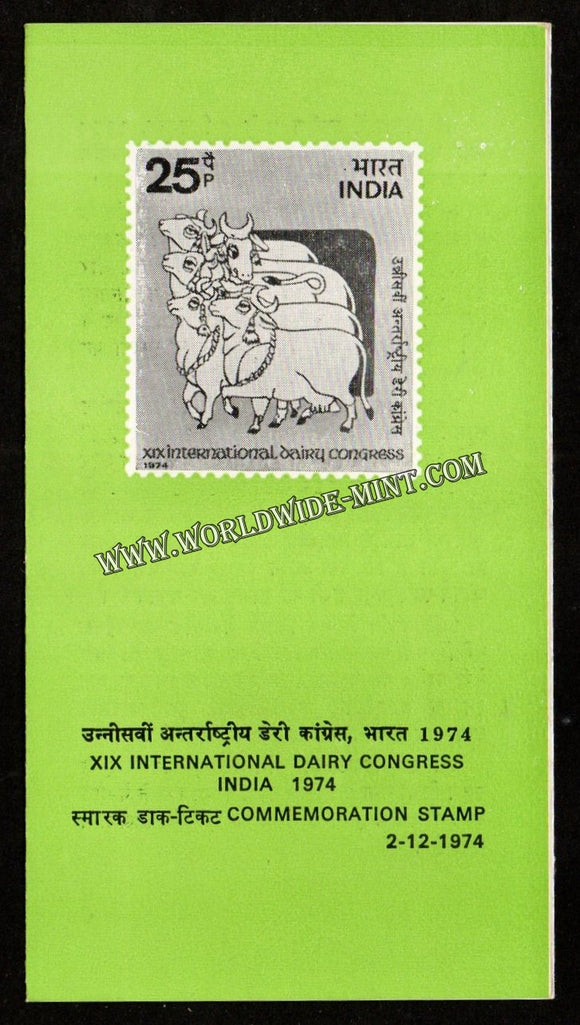 25 पै
P
भारत
INDIA
उन्नीसवीं अन्तर्राष्ट्रीय डेरी कांग्रेस
XIX INTERNATIONAL DAIRY CONGRESS
1974
WWW.WORLDWIDE-MINT.COM
उन्नीसवीं अन्तर्राष्ट्रीय डेरी कांग्रेस, भारत 1974
XIX INTERNATIONAL DAIRY CONGRESS
INDIA 1974
स्मारक डाक-टिकट COMMEMORATION STAMP
2-12-1974